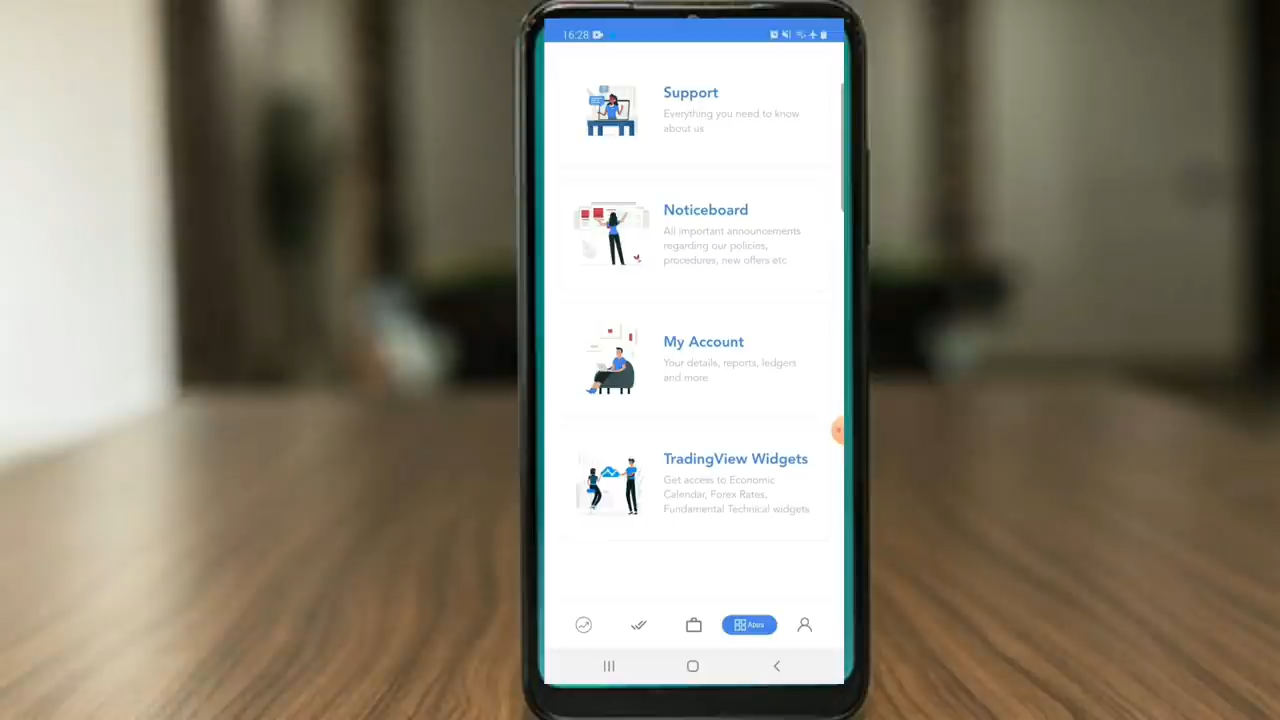 16:28
Support
Everything you need to know
about us
Noticeboard
All important announcements
regarding our policies,
procedures, new offers etc
My Account
Your details, reports, ledgers
and more
TradingView Widgets
Get access to Economic
Calendar, Forex Rates,
Fundamental Technical widgets
Apps